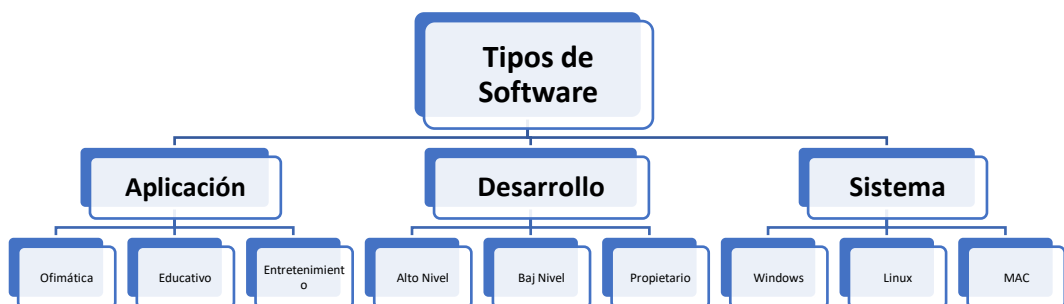 Tipos de
Software
Aplicación
Desarrollo
Sistema
Ofimática
Educativo
Entretenimient
o
Alto Nivel
Baj Nivel
Propietario
Windows
Linux
MAC